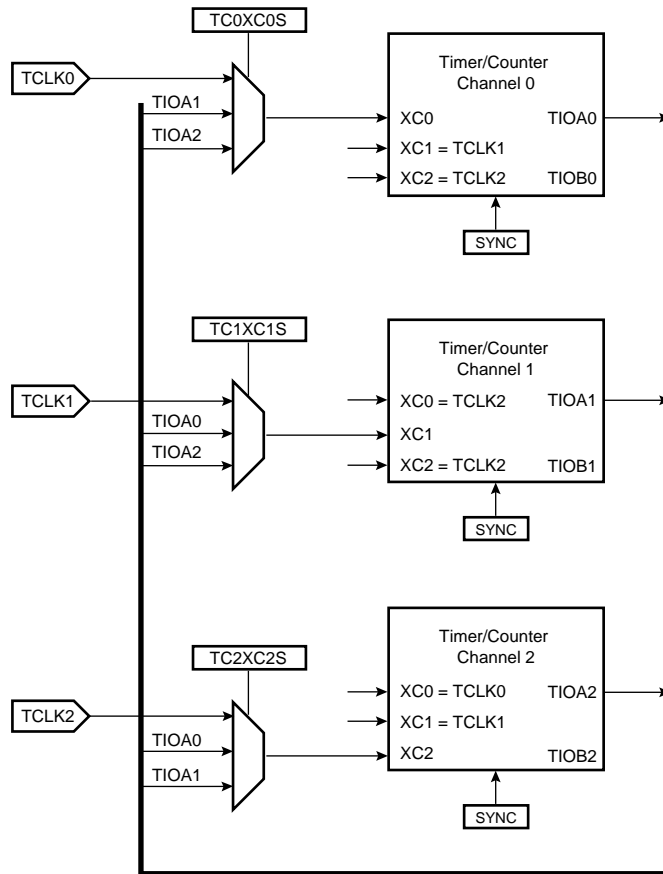 TC0XC0S
TCLK0
TIOA1
TIOA2
Timer/Counter
Channel 0
XC0
TIOA0
XC1 = TCLK1
XC2 = TCLK2
TIOB0
SYNC
TC1XC1S
TCLK1
TIOA0
TIOA2
Timer/Counter
Channel 1
XC0 = TCLK2
TIOA1
XC1
XC2 = TCLK2
TIOB1
SYNC
TC2XC2S
TCLK2
TIOA0
TIOA1
Timer/Counter
Channel 2
XC0 = TCLK0
TIOA2
XC1 = TCLK1
XC2
TIOB2
SYNC